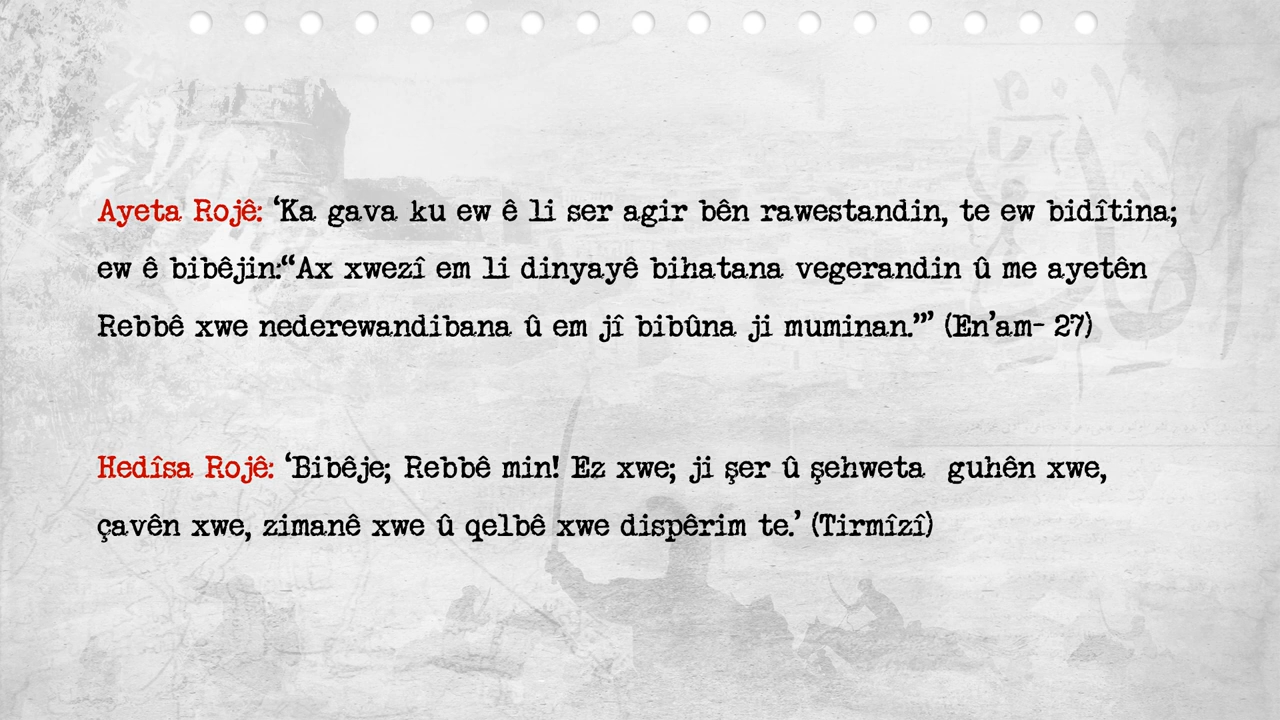 Ayeta Rojê: ‘Ka gava ku ew ê li ser agir bên rawestandin, te ew bidîtina;
ew ê bibêjin:“Ax xwezî em li dinyayê bihatana vegerandin û me ayetên
Rebbê xwe nederewandibana û em jî bibûna ji muminan.”’ (En’am- 27)
Hedîsa Rojê: ‘Bibêje; Rebbê min! Ez xwe; ji şer û şehweta guhên xwe,
çavên xwe, zimanê xwe û qelbê xwe dispêrim te.’ (Tirmîzî)